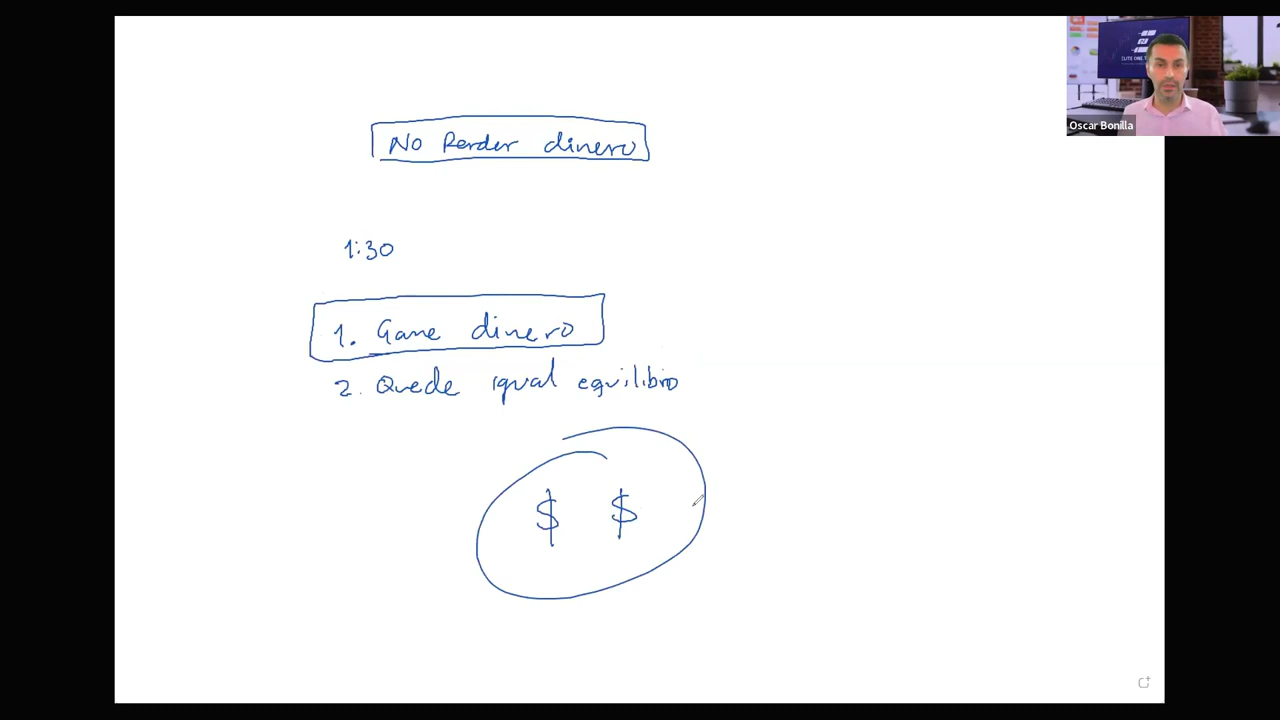 No Perder dinero
1:30
1. Gane dinero
2. Quede igual equilibrio
$ $
Oscar Bonilla